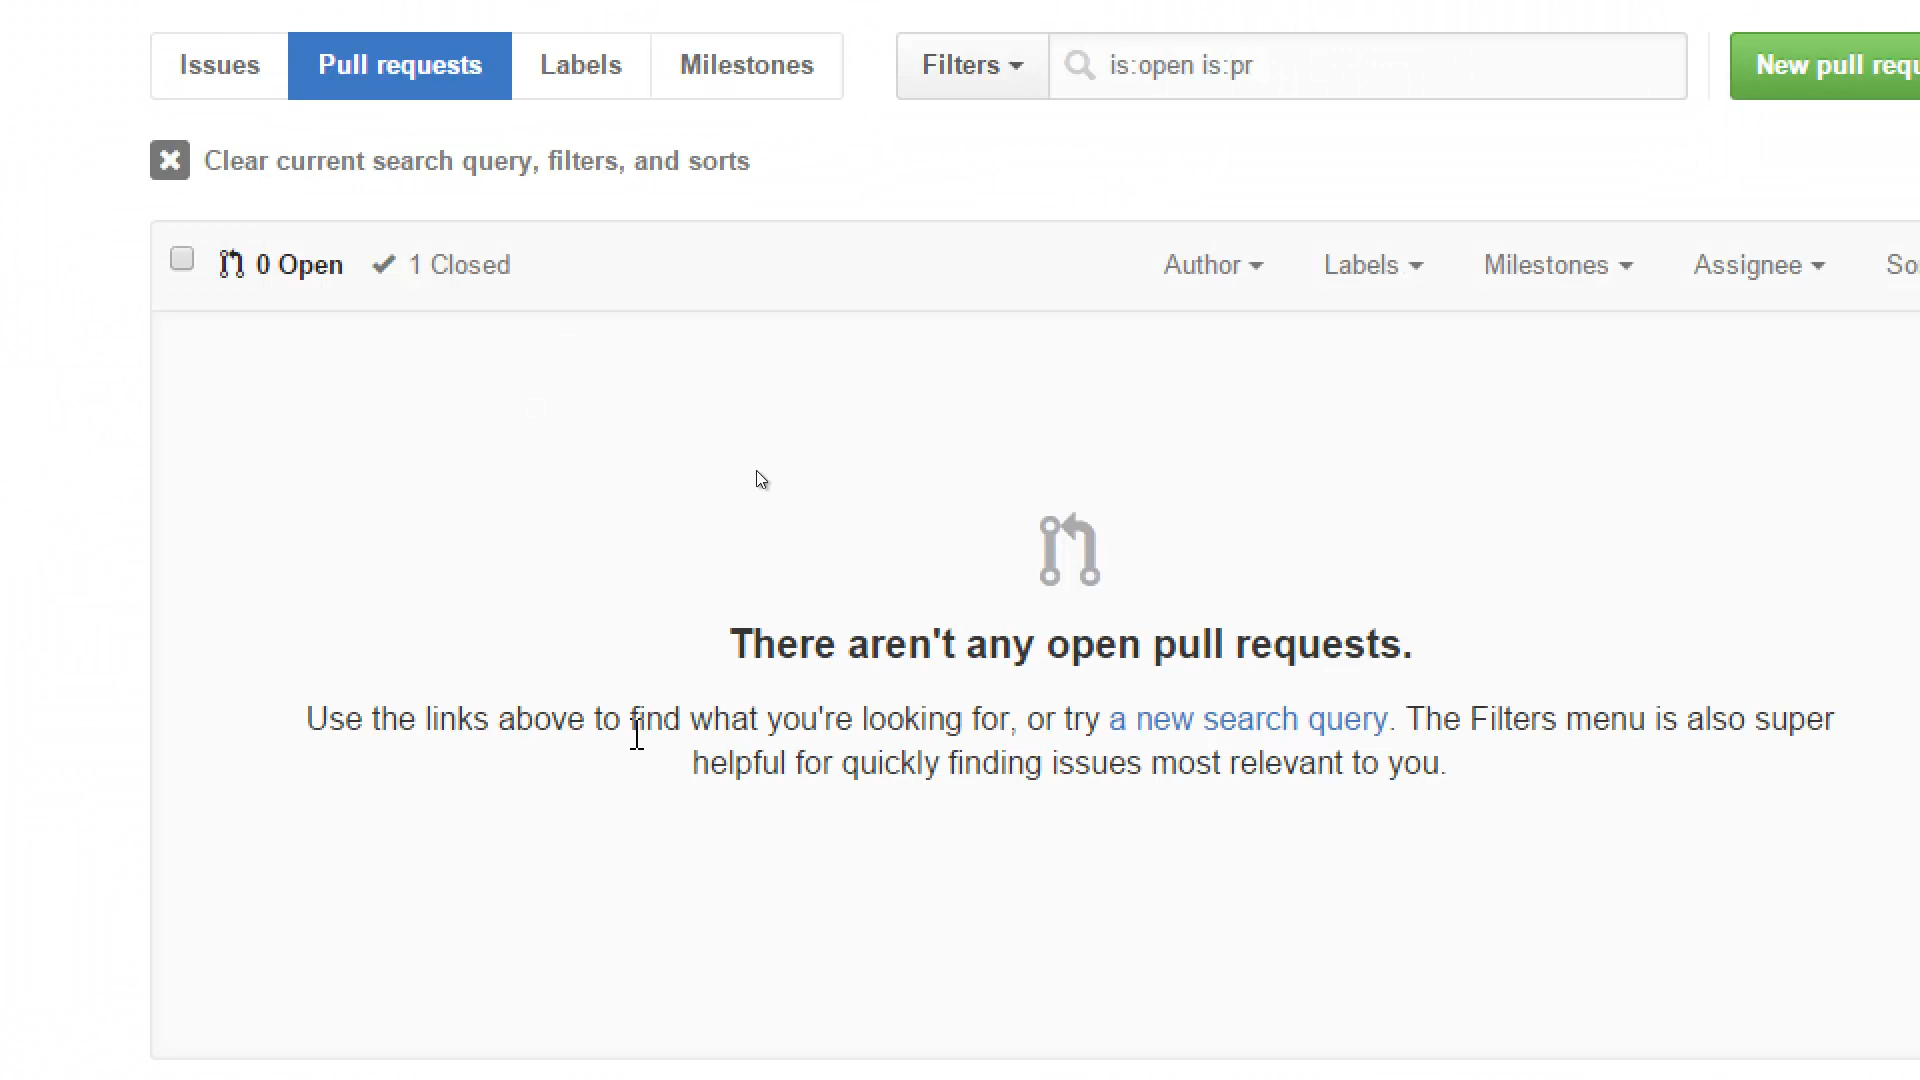 Issues Pull requests Labels Milestones Filters is:open is:pr New pull requ
Clear current search query, filters, and sorts
0 Open 1 Closed Author Labels Milestones Assignee So
There aren't any open pull requests.
Use the links above to find what you're looking for, or try a new search query. The Filters menu is also super
helpful for quickly finding issues most relevant to you.